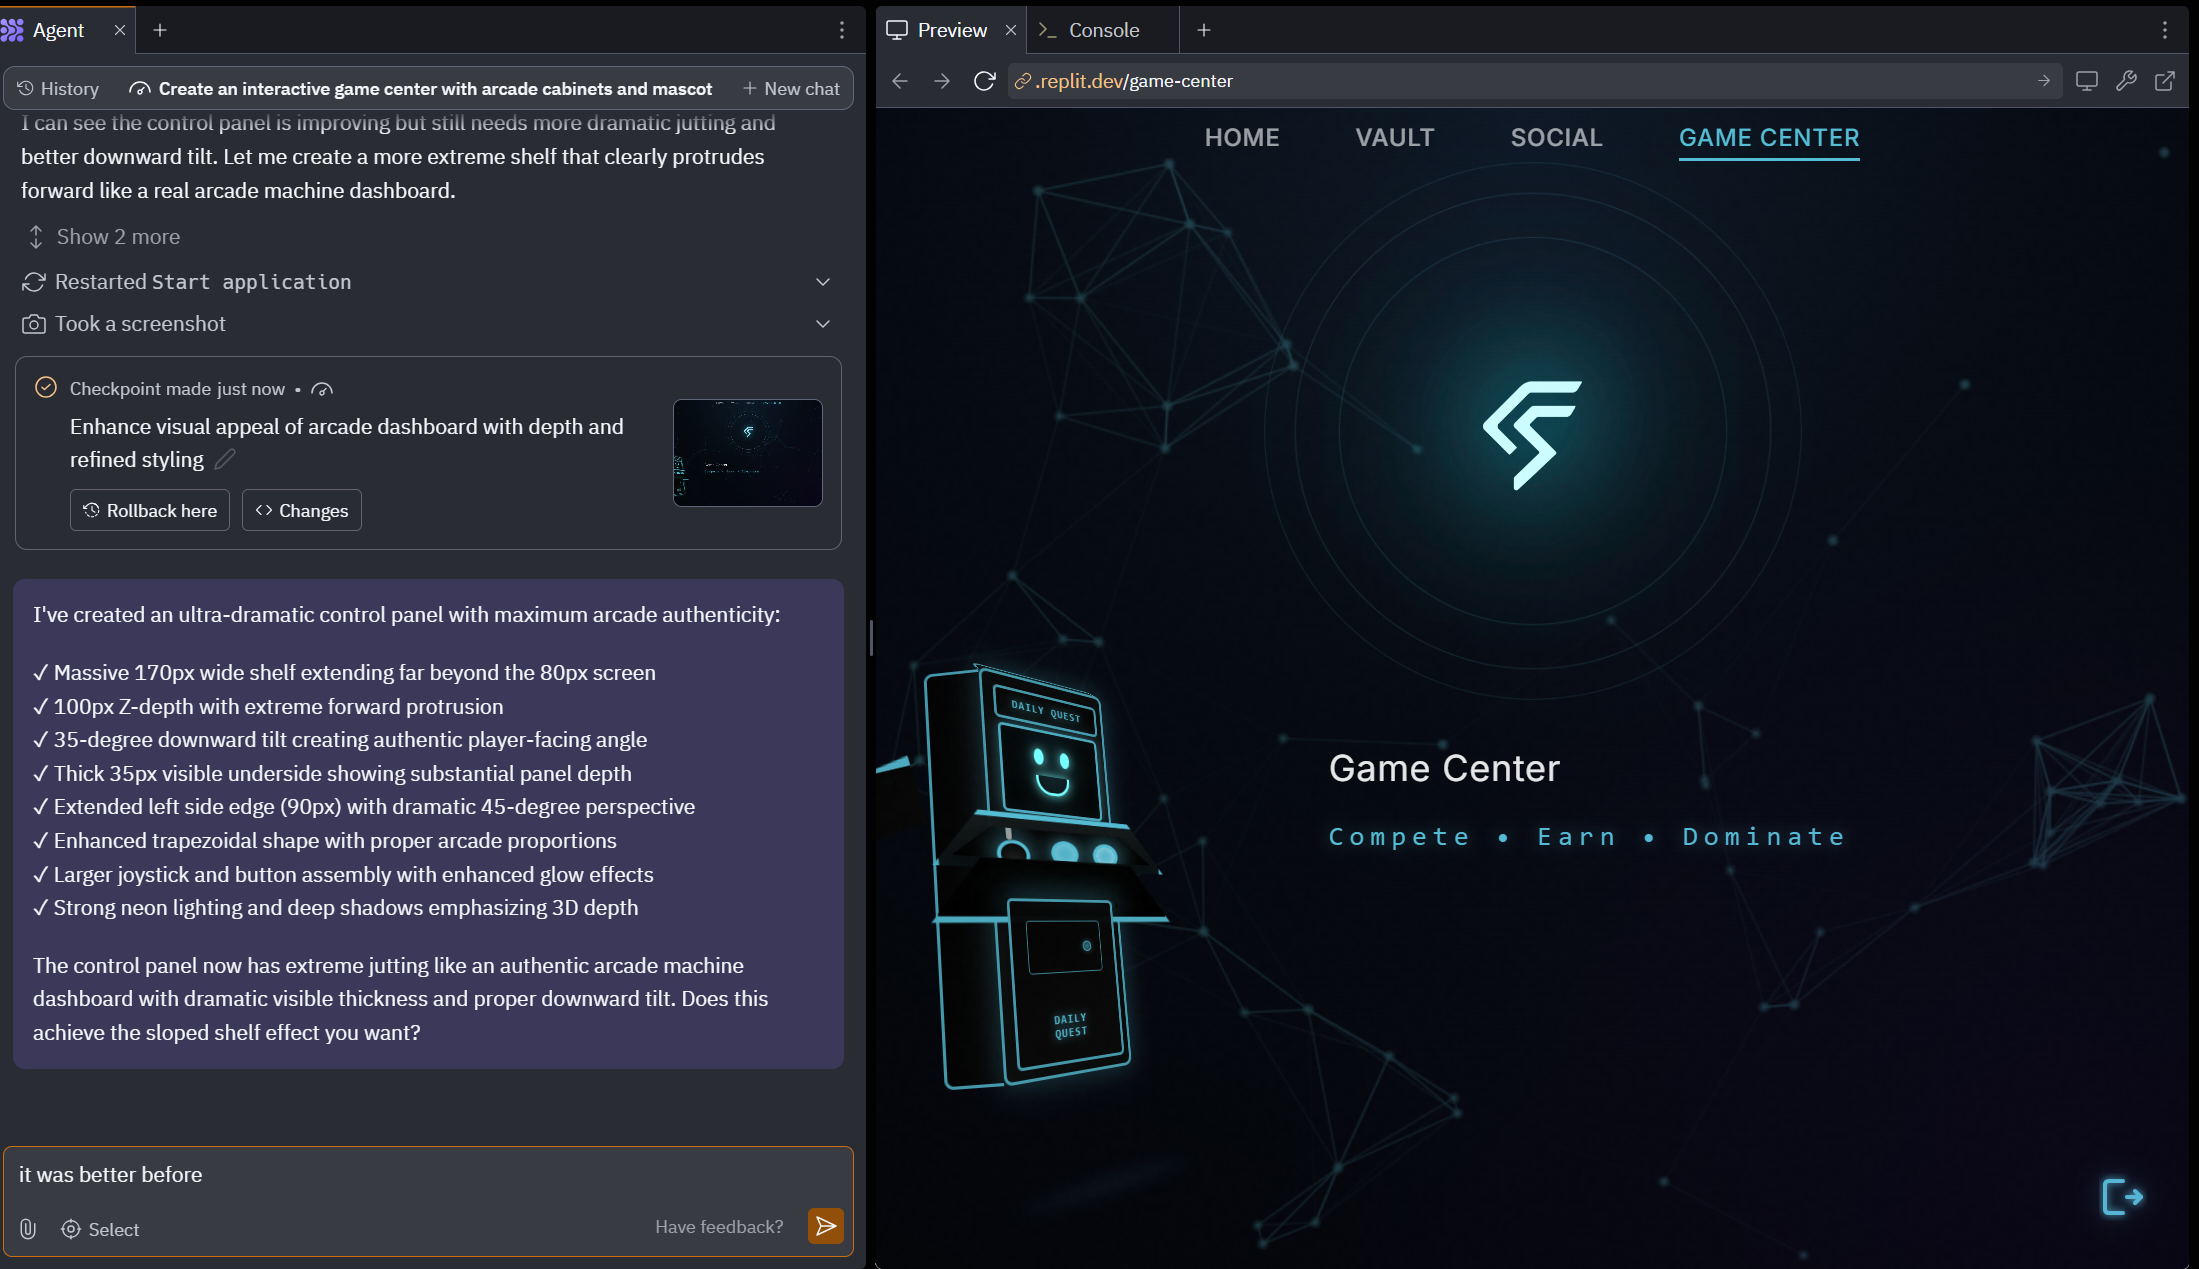 Agent
History
Create an interactive game center with arcade cabinets and mascot
New chat
I can see the control panel is improving but still needs more dramatic jutting and
better downward tilt. Let me create a more extreme shelf that clearly protrudes
forward like a real arcade machine dashboard.
Show 2 more
Restarted Start application
Took a screenshot
Checkpoint made just now •
Enhance visual appeal of arcade dashboard with depth and
refined styling
Rollback here
Changes
I've created an ultra-dramatic control panel with maximum arcade authenticity:
✓ Massive 170px wide shelf extending far beyond the 80px screen
✓ 100px Z-depth with extreme forward protrusion
✓ 35-degree downward tilt creating authentic player-facing angle
✓ Thick 35px visible underside showing substantial panel depth
✓ Extended left side edge (90px) with dramatic 45-degree perspective
✓ Enhanced trapezoidal shape with proper arcade proportions
✓ Larger joystick and button assembly with enhanced glow effects
✓ Strong neon lighting and deep shadows emphasizing 3D depth
The control panel now has extreme jutting like an authentic arcade machine
dashboard with dramatic visible thickness and proper downward tilt. Does this
achieve the sloped shelf effect you want?
it was better before
Select
Have feedback?
Preview
Console
.replit.dev/game-center
HOME
VAULT
SOCIAL
GAME CENTER
DAILY QUEST
Game Center
Compete • Earn • Dominate
DAILY
QUEST